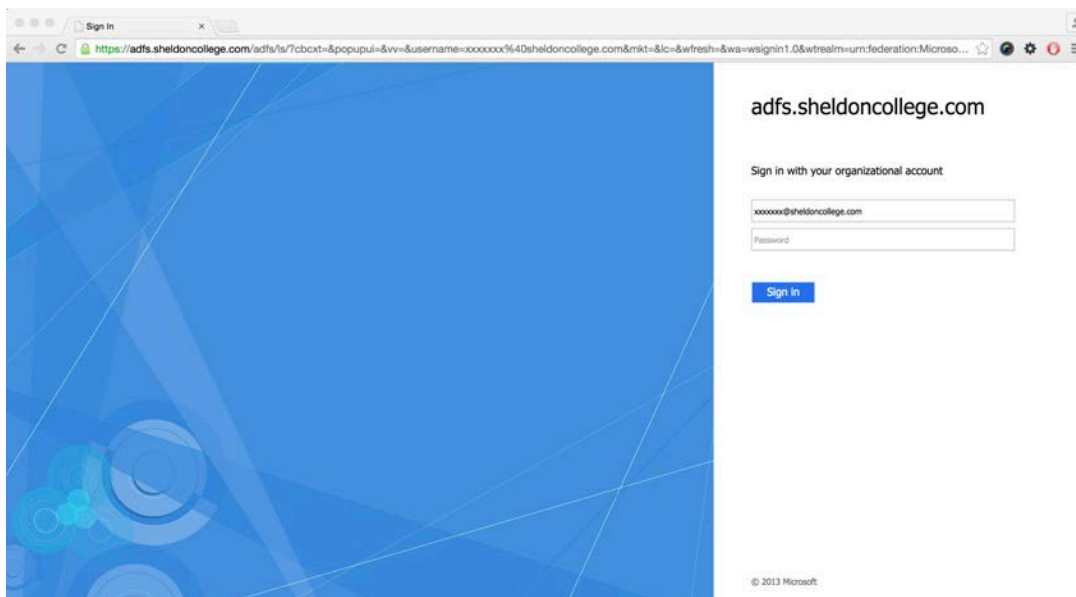 Sign In
https://adfs.sheldoncollege.com/adfs/ls/?cbcxt=&popupui=&vv=&username=xxxxxxx%40sheldoncollege.com&mkt=&lc=&wfresh=&wa=wsignin1.0&wtrealm=urn:federation:Microso...
adfs.sheldoncollege.com
Sign in with your organizational account
xxxxxxx@sheldoncollege.com
Password
Sign in
© 2013 Microsoft